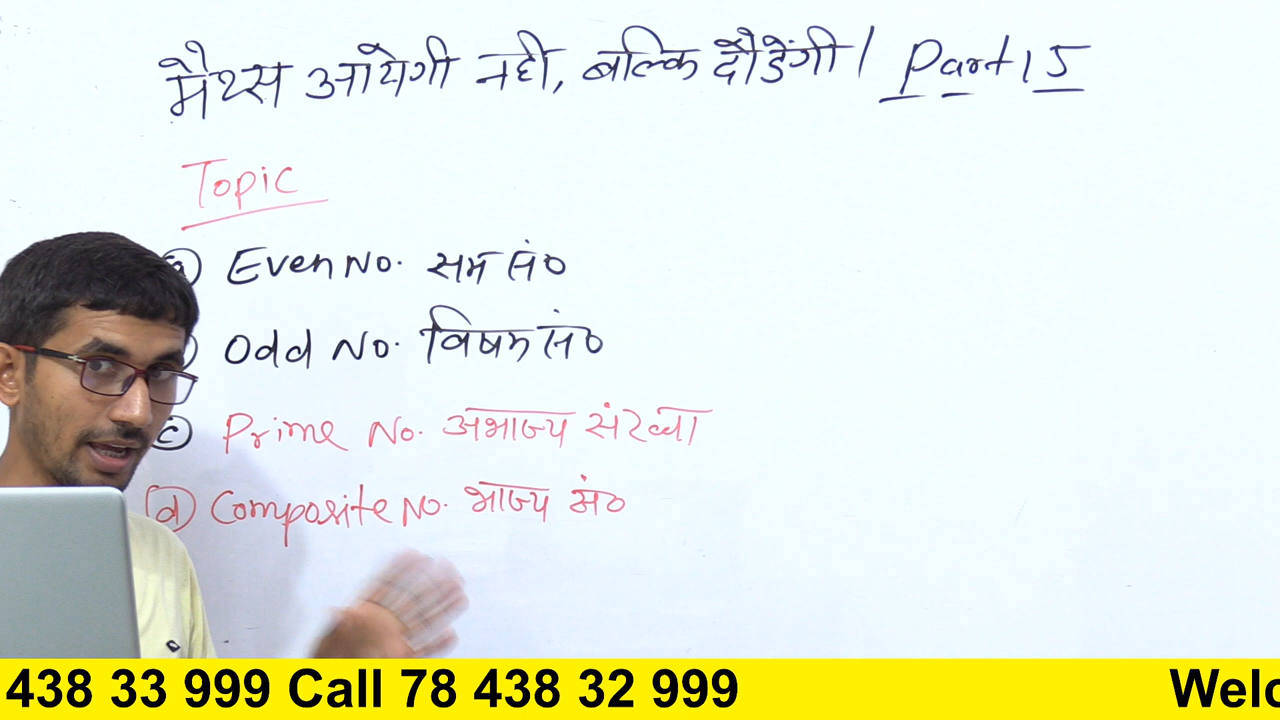 मैथ्स आयेगी नहीं, बल्कि दौडेंगी। Part 15
Topic
a) Even No. सम सं०
) Odd No. विषम सं०
(c) Prime No. अभाज्य संख्या
(d) Composite No. भाज्य सं०
438 33 999 Call 78 438 32 999 Welc